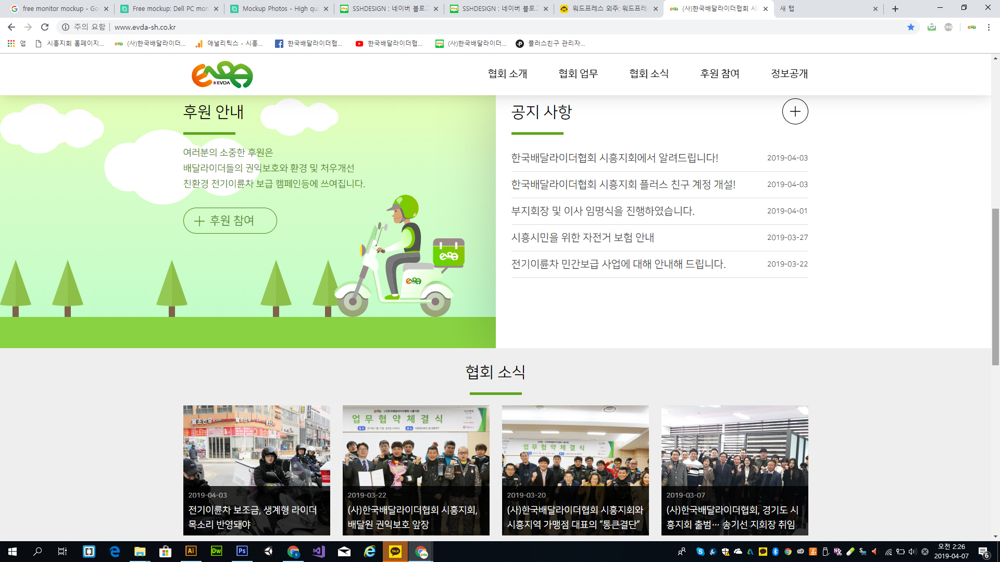 free monitor mockup - Go
Free mockup: Dell PC mon
Mockup Photos - High qua
SSHDESIGN : 네이버 블로그
SSHDESIGN : 네이버 블로그
워드프레스 외주: 워드프레스
(사)한국배달라이더협회 시
새 탭
주의 요함
www.evda-sh.co.kr
앱
시흥지회 홈페이지...
(사)한국배달라이더...
애널리틱스 - 시흥...
한국배달라이더협...
한국배달라이더협...
(사)한국배달라이더...
플러스친구 관리자...
KEVDA
협회 소개
협회 업무
협회 소식
후원 참여
정보공개
후원 안내
여러분의 소중한 후원은
배달라이더들의 권익보호와 환경 및 처우개선
친환경 전기이륜차 보급 캠페인등에 쓰여집니다.
후원 참여
공지 사항
한국배달라이더협회 시흥지회에서 알려드립니다!
2019-04-03
한국배달라이더협회 시흥지회 플러스 친구 계정 개설!
2019-04-03
부지회장 및 이사 임명식을 진행하였습니다.
2019-04-01
시흥시민을 위한 자전거 보험 안내
2019-03-27
전기이륜차 민간보급 사업에 대해 안내해 드립니다.
2019-03-22
협회 소식
2019-04-03
전기이륜차 보조금, 생계형 라이더
목소리 반영돼야
(사)한국배달라이더협회 시흥지회
업무협약체결식
2019-03-22
(사)한국배달라이더협회 시흥지회,
배달원 권익보호 앞장
업무협약체결식
2019-03-20
(사)한국배달라이더협회 시흥지회와
시흥지역 가맹점 대표의 “통큰결단”
2019-03-07
(사)한국배달라이더협회, 경기도 시
흥지회 출범… 송기선 지회장 취임
Ai
Dw
Ps
TALK
오전 2:26
2019-04-07
6